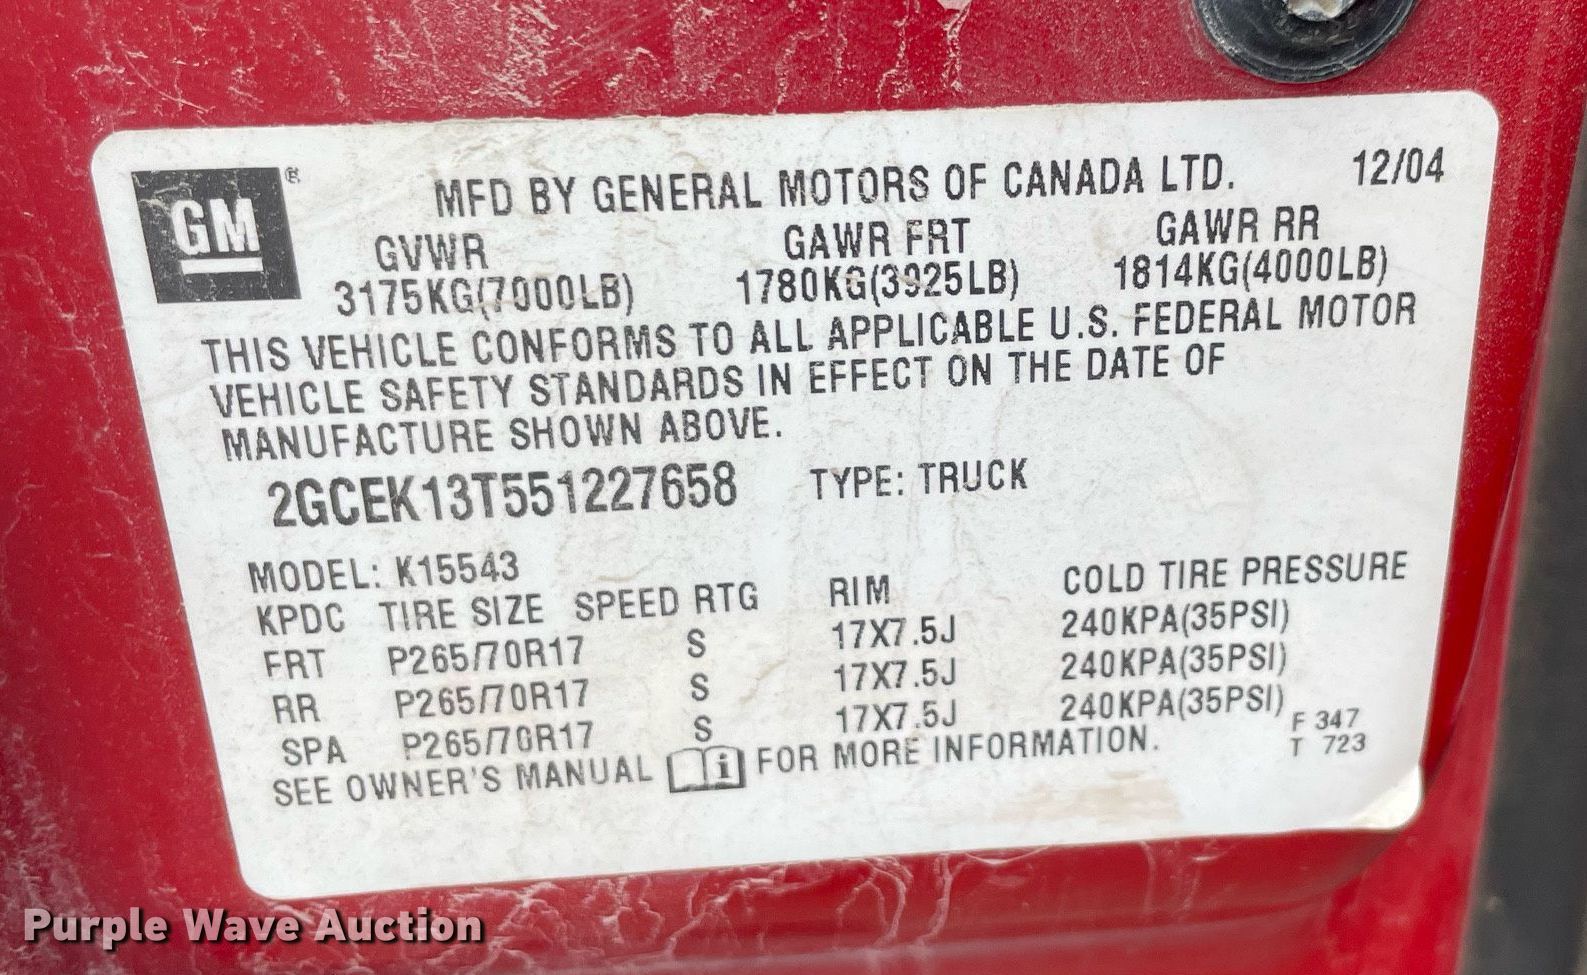 GM ®
MFD BY GENERAL MOTORS OF CANADA LTD. 12/04
GVWR GAWR FRT GAWR RR
3175KG(7000LB) 1780KG(3925LB) 1814KG(4000LB)
THIS VEHICLE CONFORMS TO ALL APPLICABLE U.S. FEDERAL MOTOR
VEHICLE SAFETY STANDARDS IN EFFECT ON THE DATE OF
MANUFACTURE SHOWN ABOVE.
2GCEK13T551227658 TYPE: TRUCK
MODEL: K15543
KPDC TIRE SIZE SPEED RTG RIM COLD TIRE PRESSURE
FRT P265/70R17 S 17X7.5J 240KPA(35PSI)
RR P265/70R17 S 17X7.5J 240KPA(35PSI)
SPA P265/70R17 S 17X7.5J 240KPA(35PSI)
SEE OWNER'S MANUAL i FOR MORE INFORMATION.
F 347
T 723
Purple Wave Auction